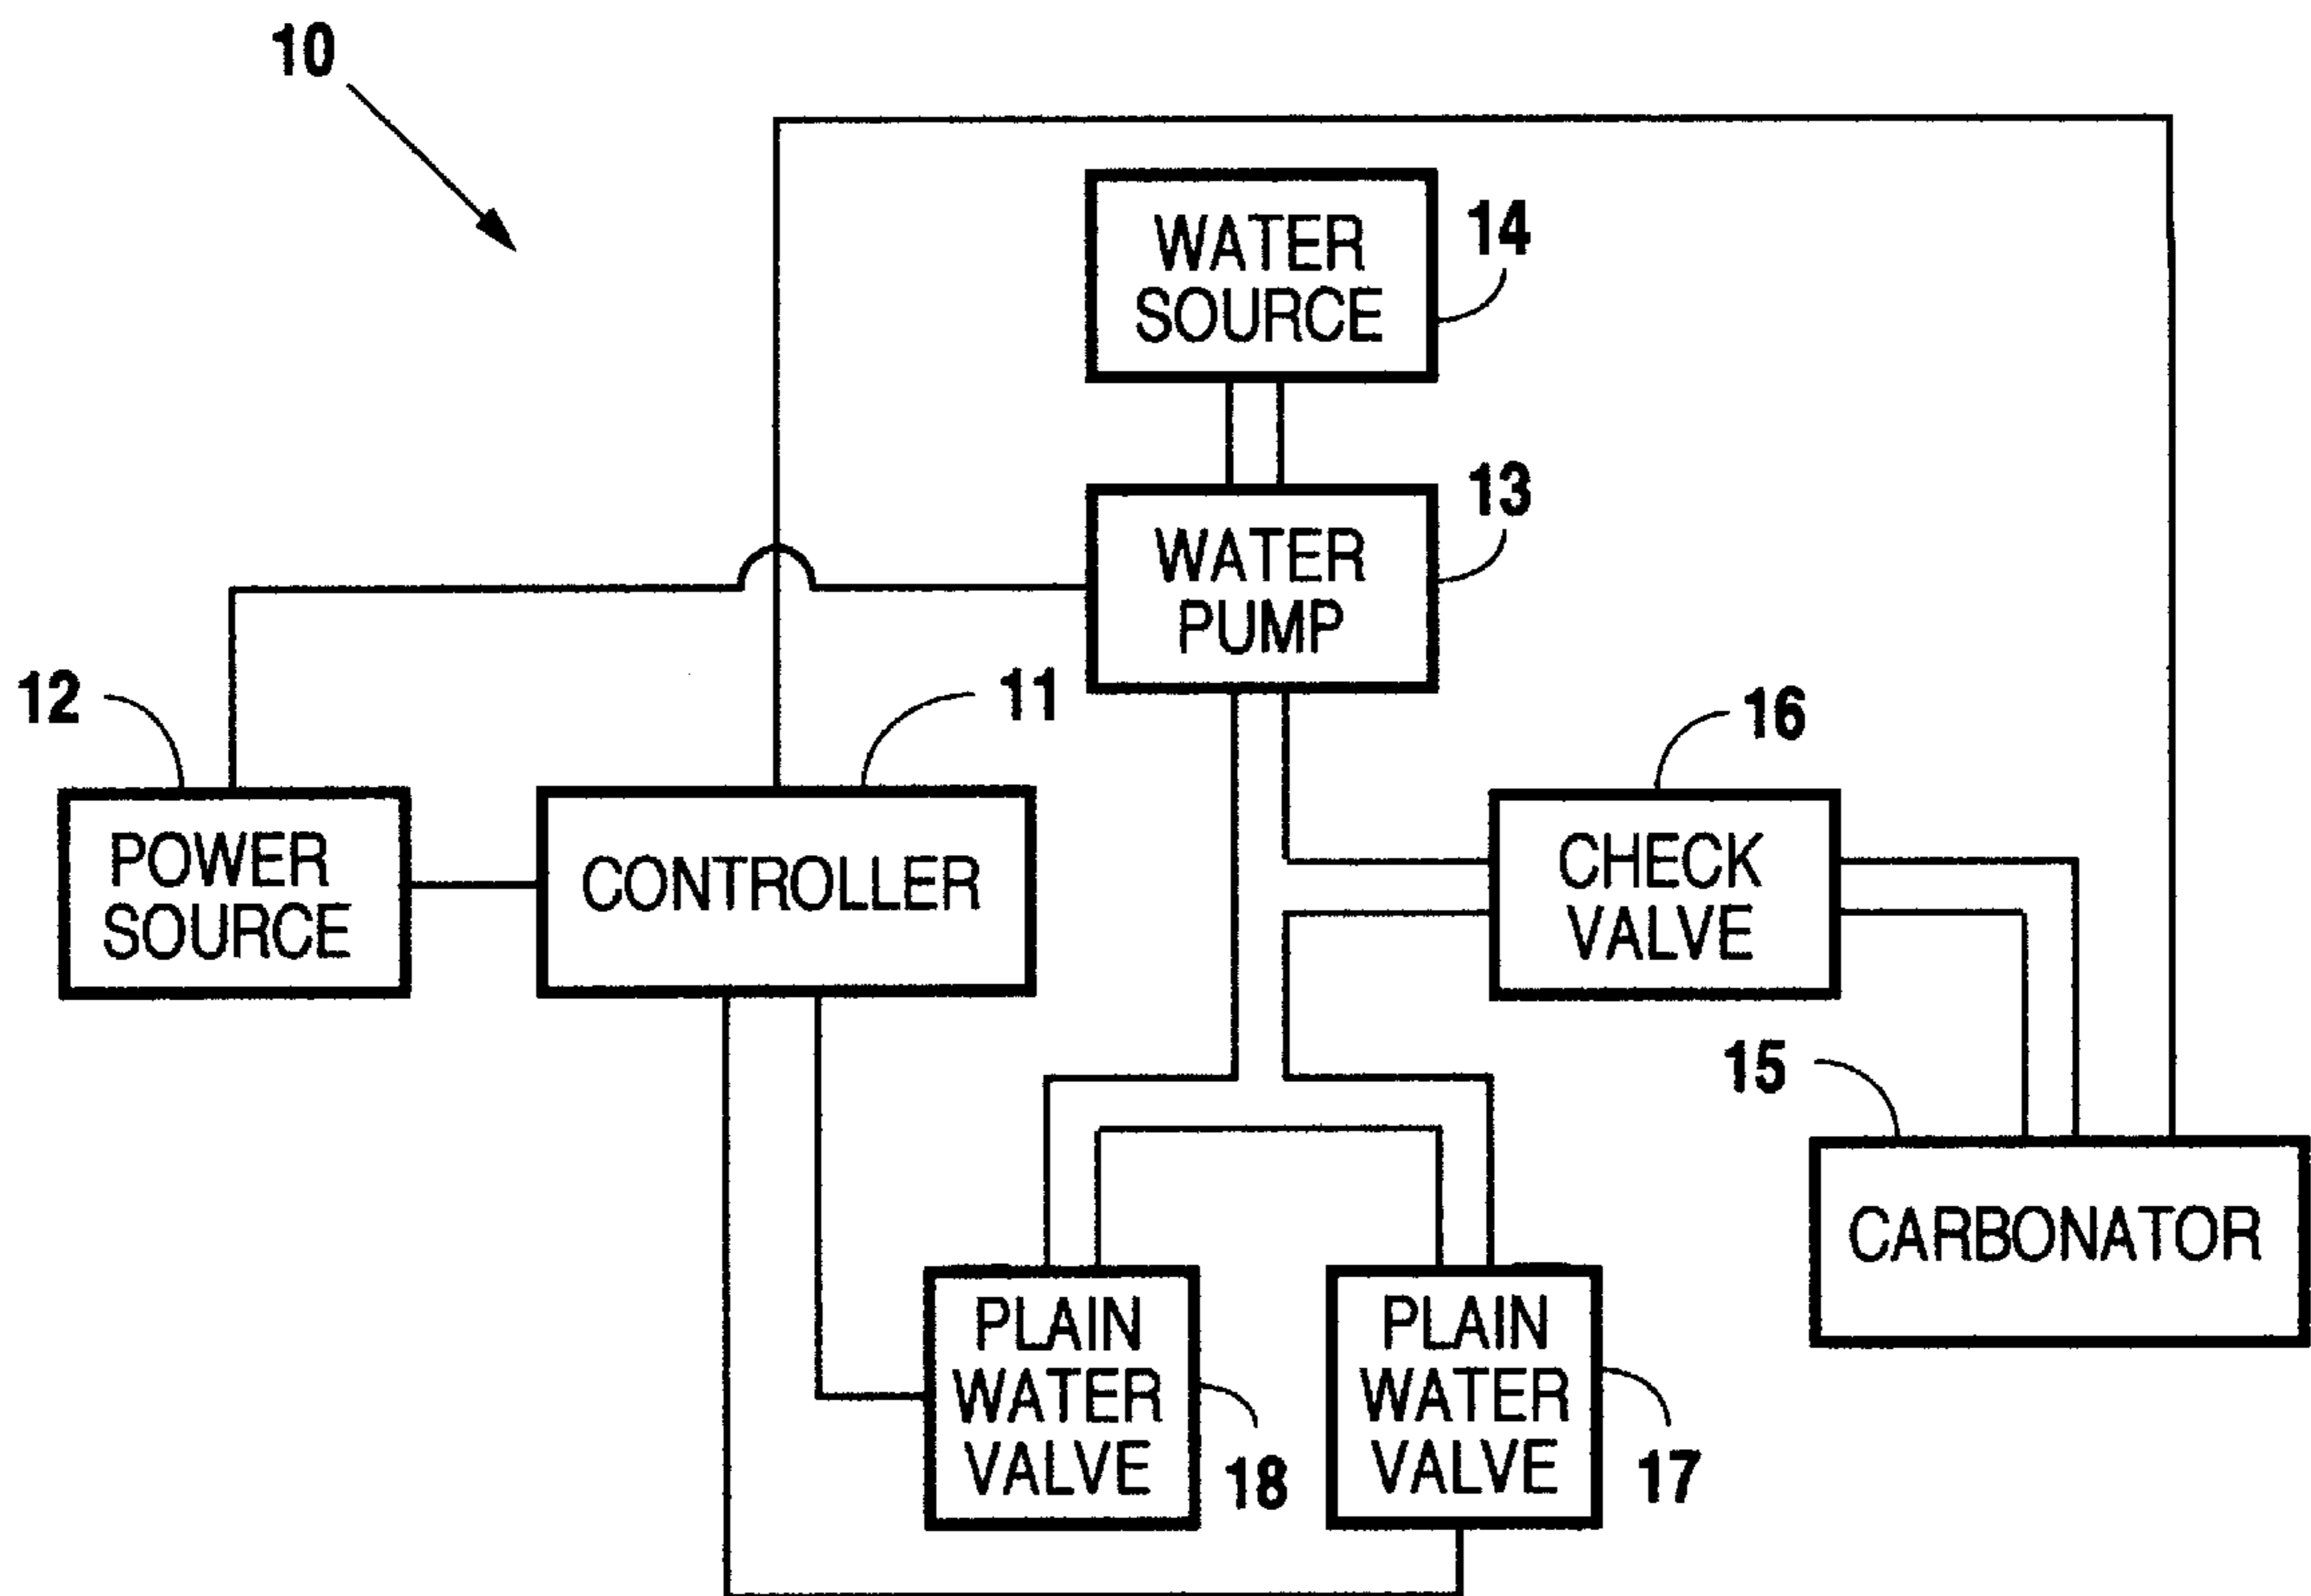 10
WATER
SOURCE
14
WATER
PUMP
13
12
11
16
POWER
SOURCE
CONTROLLER
CHECK
VALVE
15
CARBONATOR
PLAIN
WATER
VALVE
18
PLAIN
WATER
VALVE
17